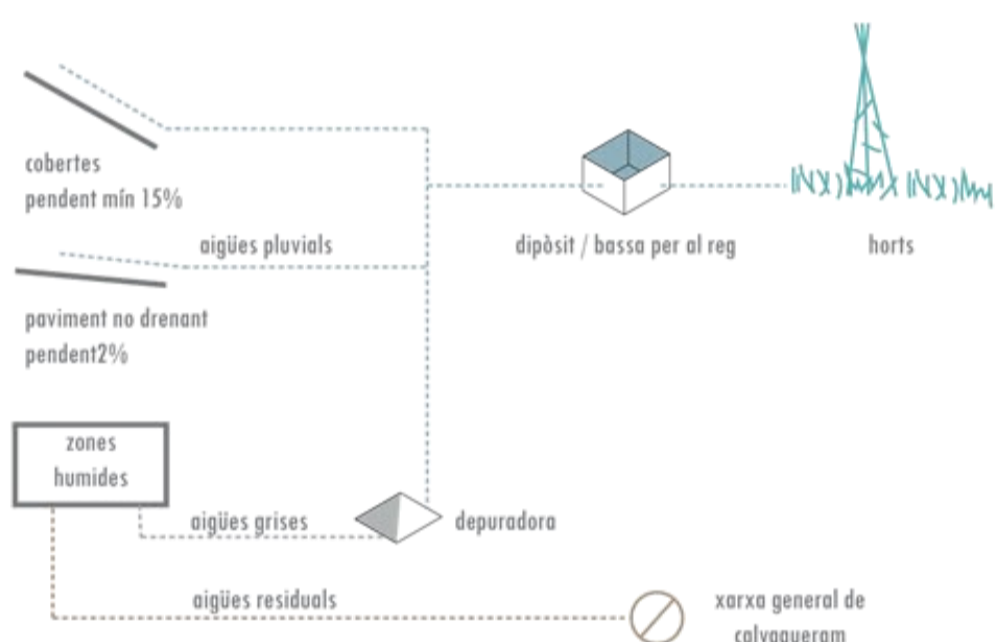 cobertes
pendent mín 15%
aigües pluvials
dipòsit / bassa per al reg
horts
paviment no drenant
pendent2%
zones
humides
aigües grises
depuradora
aigües residuals
xarxa general de